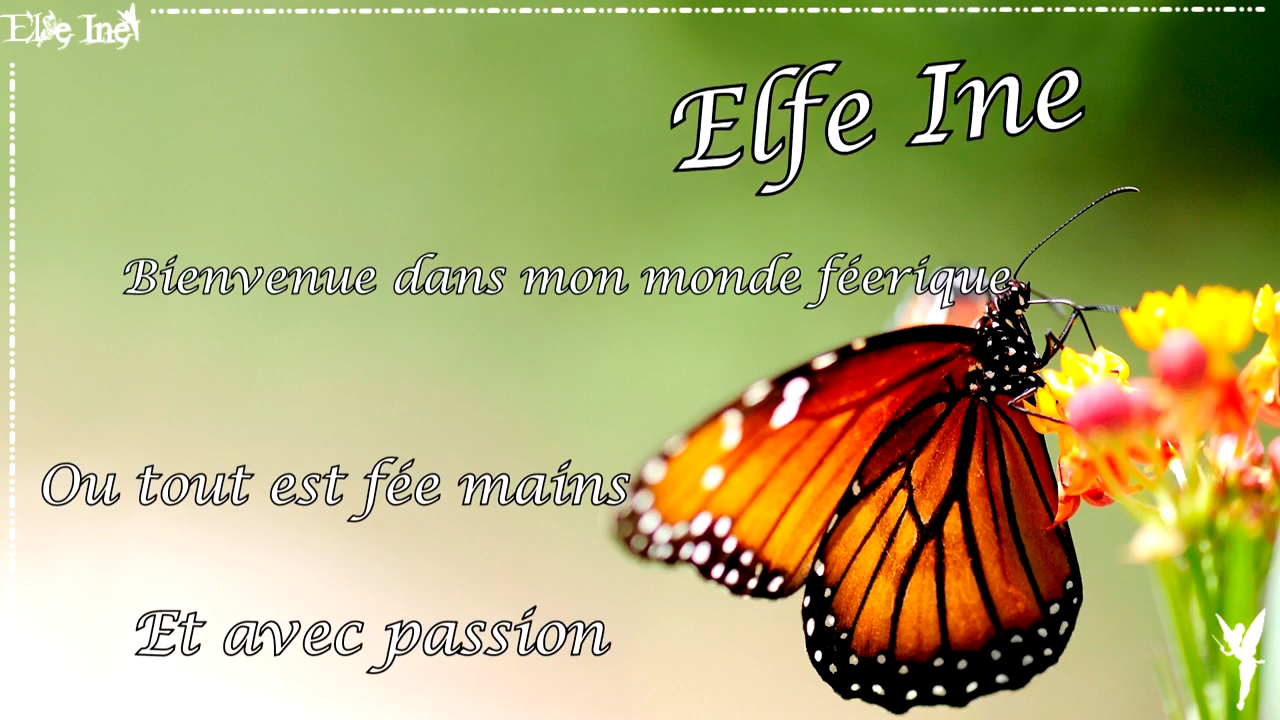 Elfe Ine
Elfe Ine
Bienvenue dans mon monde féerique
Ou tout est fée mains
Et avec passion